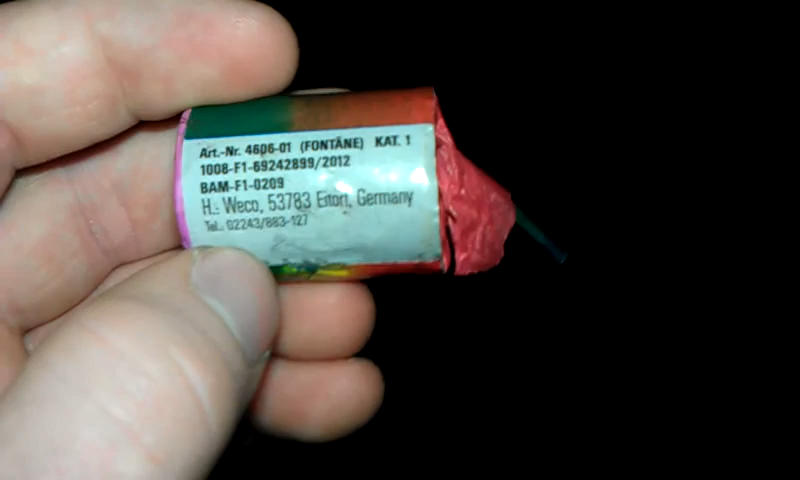 Art.-Nr. 4606-01 (FONTÄNE) KAT. 1
1008-F1-69242899/2012
BAM-F1-0209
H.: Weco, 53783 Eitorf, Germany
Tel.: 02243/883-127